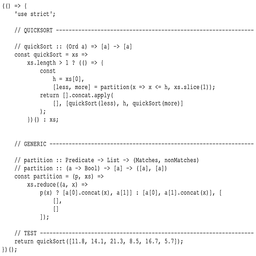 (() => {
'use strict';
// QUICKSORT --------------------------------------------------------------
// quickSort :: (Ord a) => [a] -> [a]
const quickSort = xs =>
xs.length > 1 ? (() => {
const
h = xs[0],
[less, more] = partition(x => x <= h, xs.slice(1));
return [].concat.apply(
[], [quickSort(less), h, quickSort(more)]
);
})() : xs;
// GENERIC ----------------------------------------------------------------
// partition :: Predicate -> List -> (Matches, nonMatches)
// partition :: (a -> Bool) -> [a] -> ([a], [a])
const partition = (p, xs) =>
xs.reduce((a, x) =>
p(x) ? [a[0].concat(x), a[1]] : [a[0], a[1].concat(x)], [
[],
[]
]);
// TEST -------------------------------------------------------------------
return quickSort([11.8, 14.1, 21.3, 8.5, 16.7, 5.7]);
})();